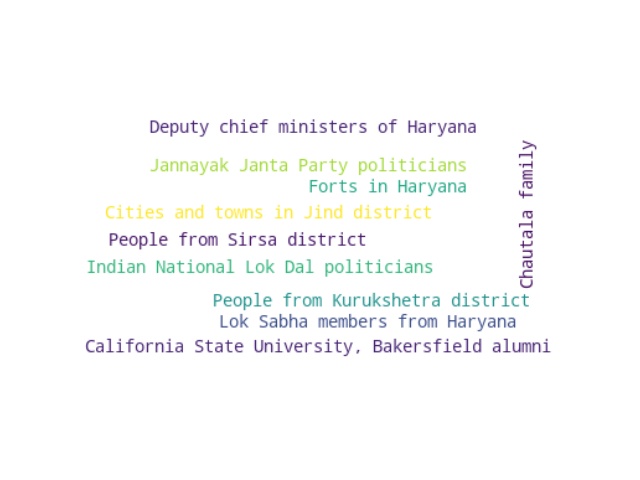 Deputy chief ministers of Haryana
Jannayak Janta Party politicians
Forts in Haryana
Cities and towns in Jind district
People from Sirsa district
Indian National Lok Dal politicians
Chautala family
People from Kurukshetra district
Lok Sabha members from Haryana
California State University, Bakersfield alumni